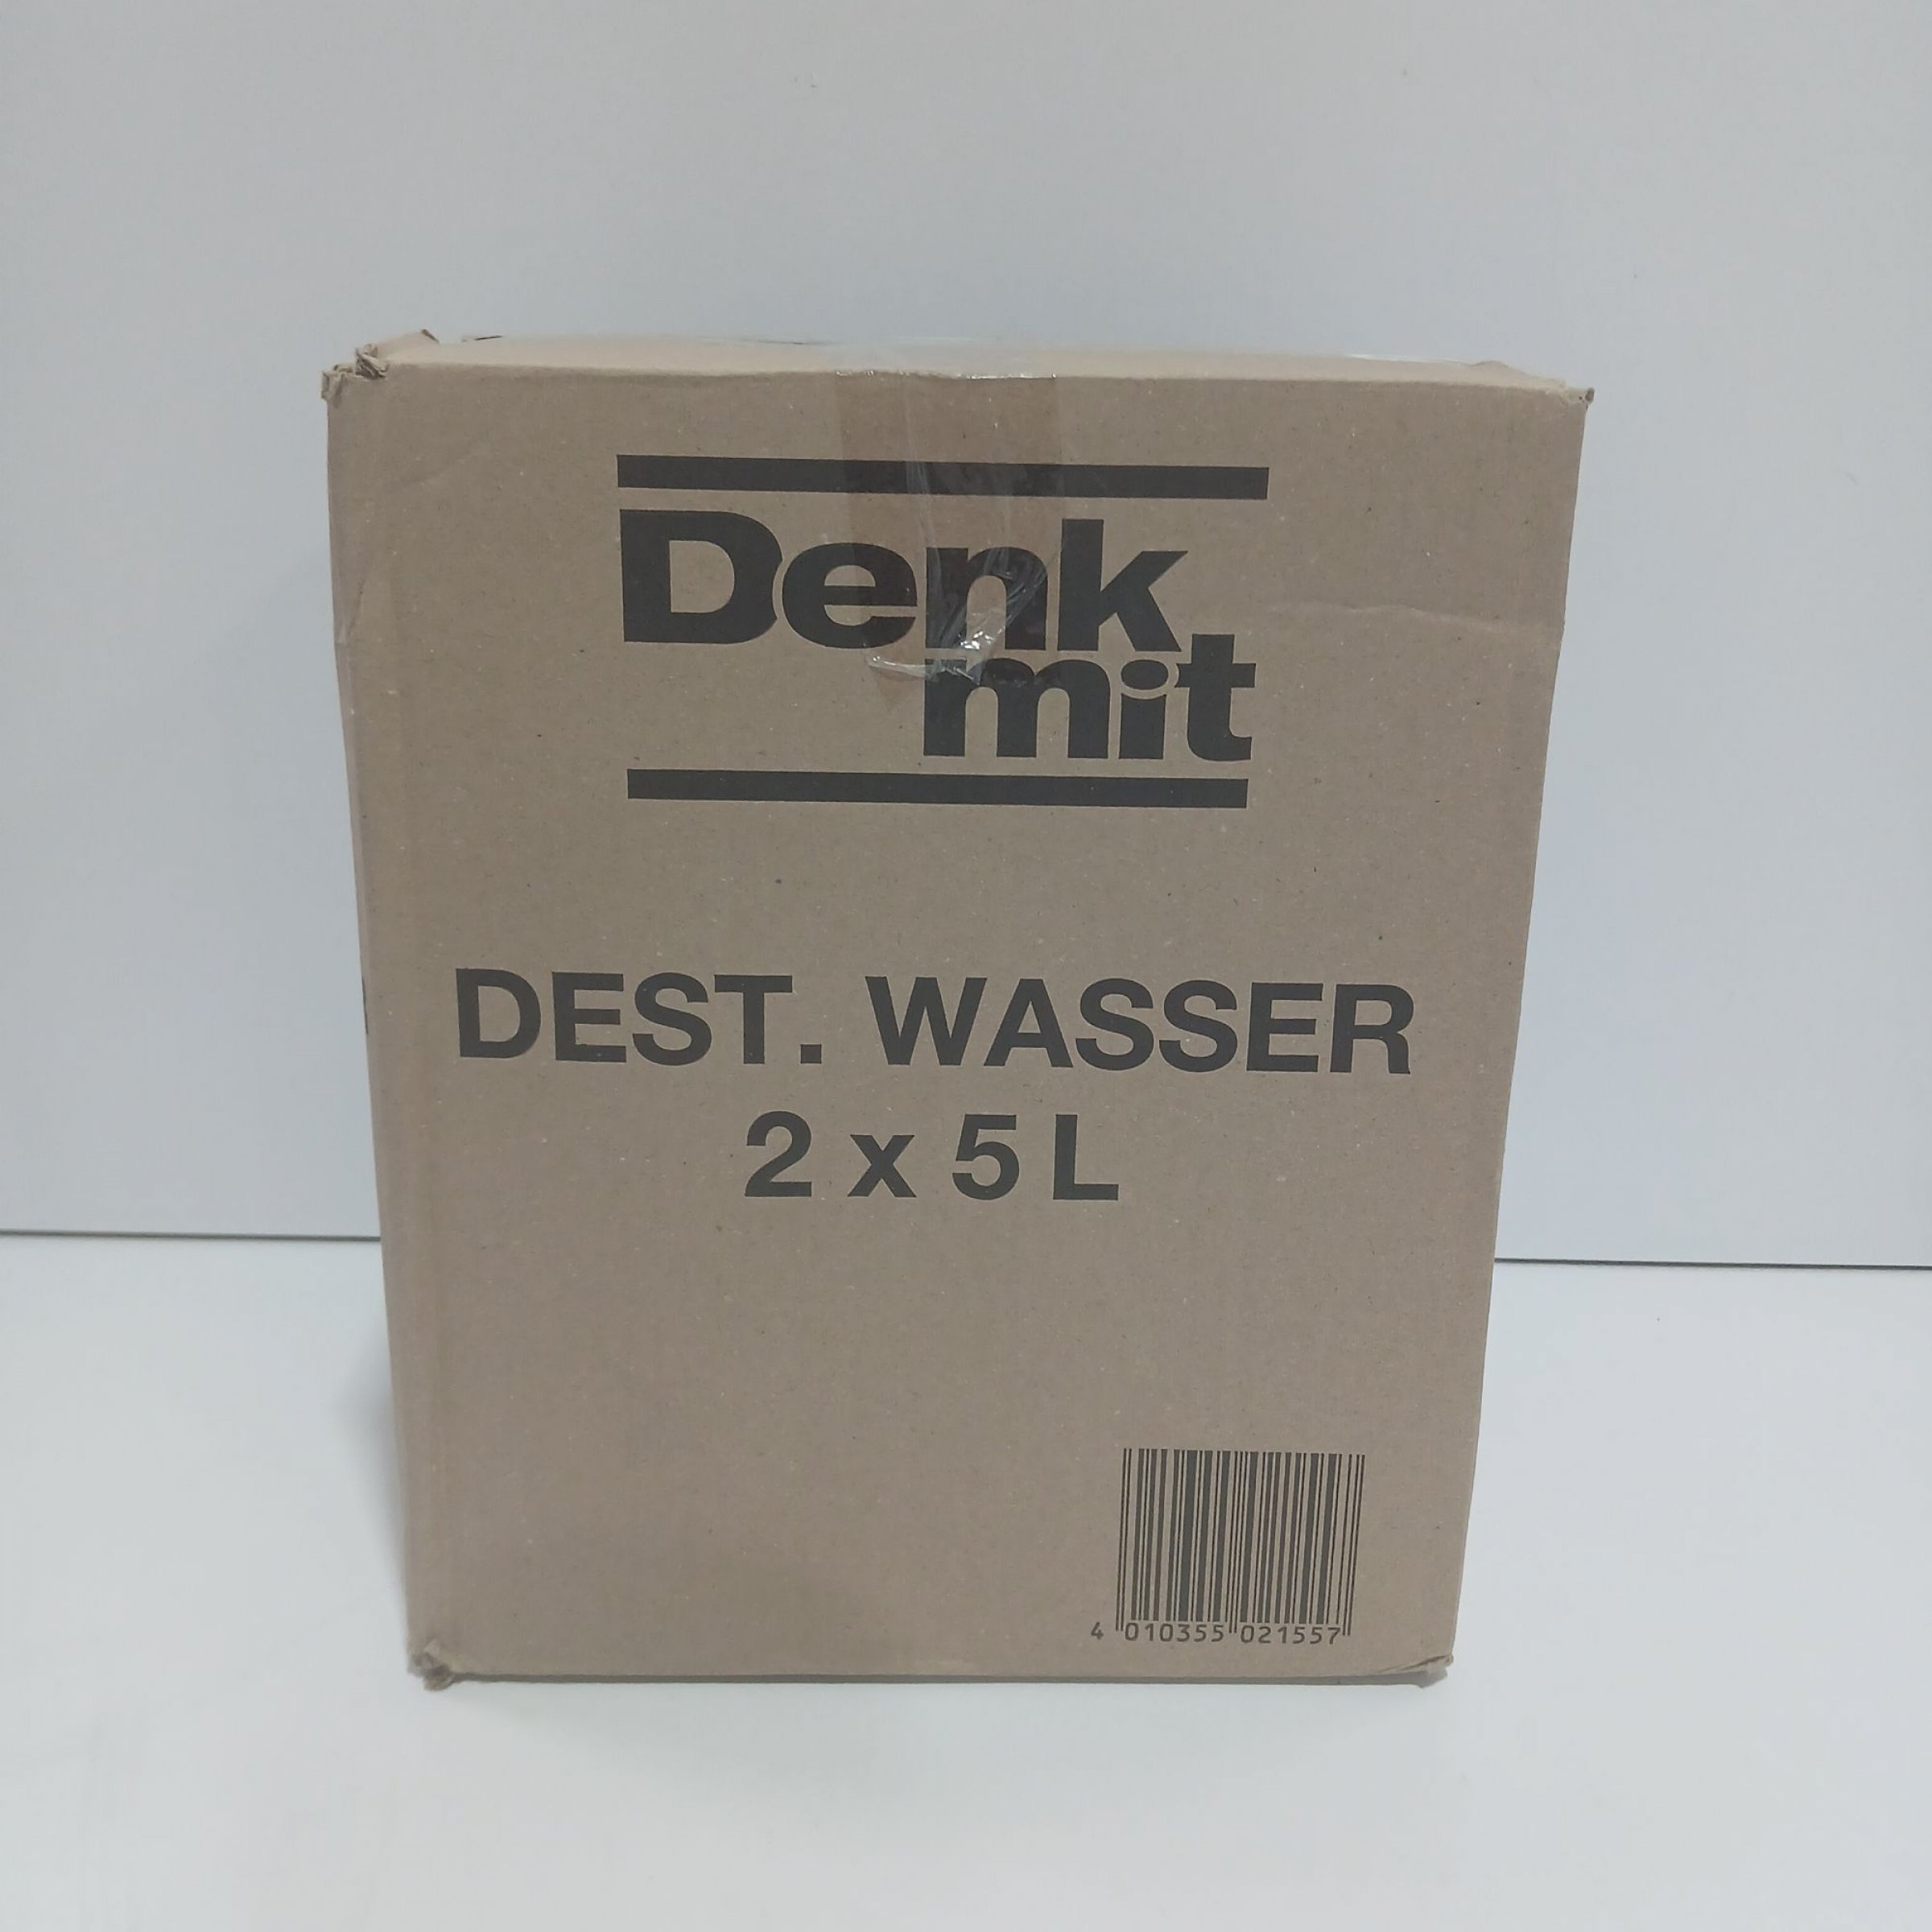 Denk
mit
DEST. WASSER
2 x 5 L
4 010355 021557